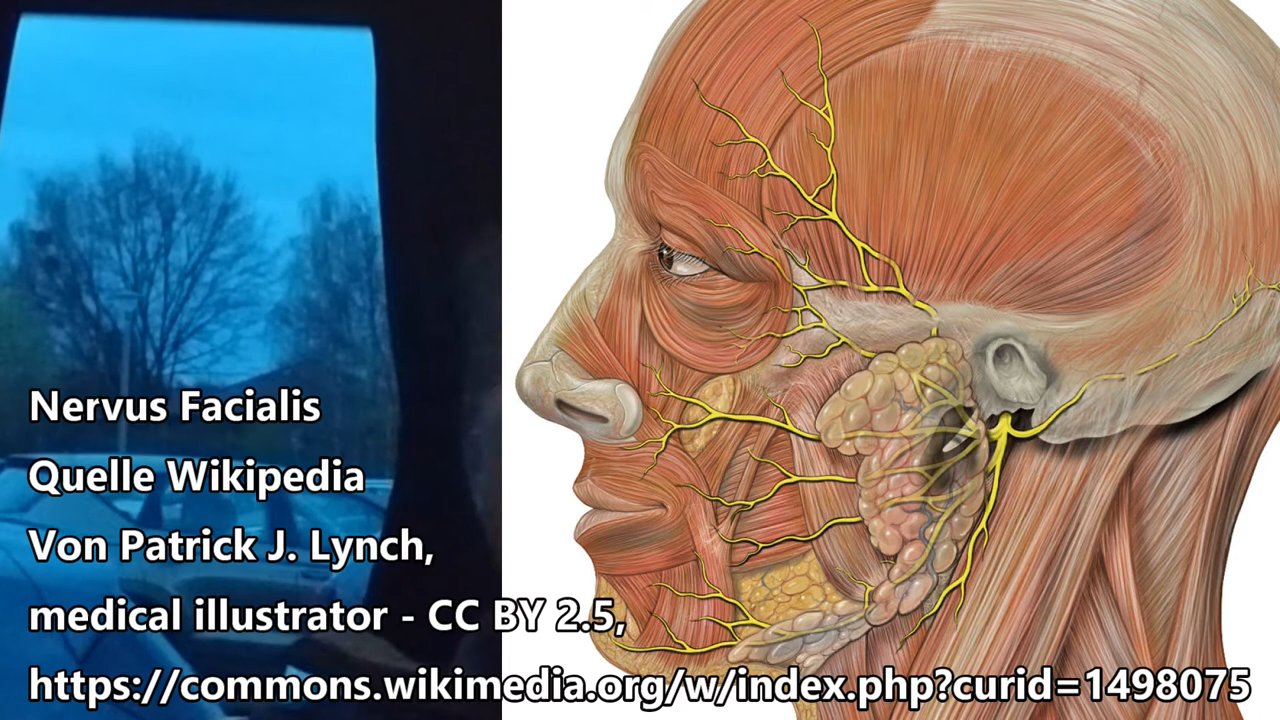 Nervus Facialis
Quelle Wikipedia
Von Patrick J. Lynch,
medical illustrator - CC BY 2.5,
https://commons.wikimedia.org/w/index.php?curid=1498075